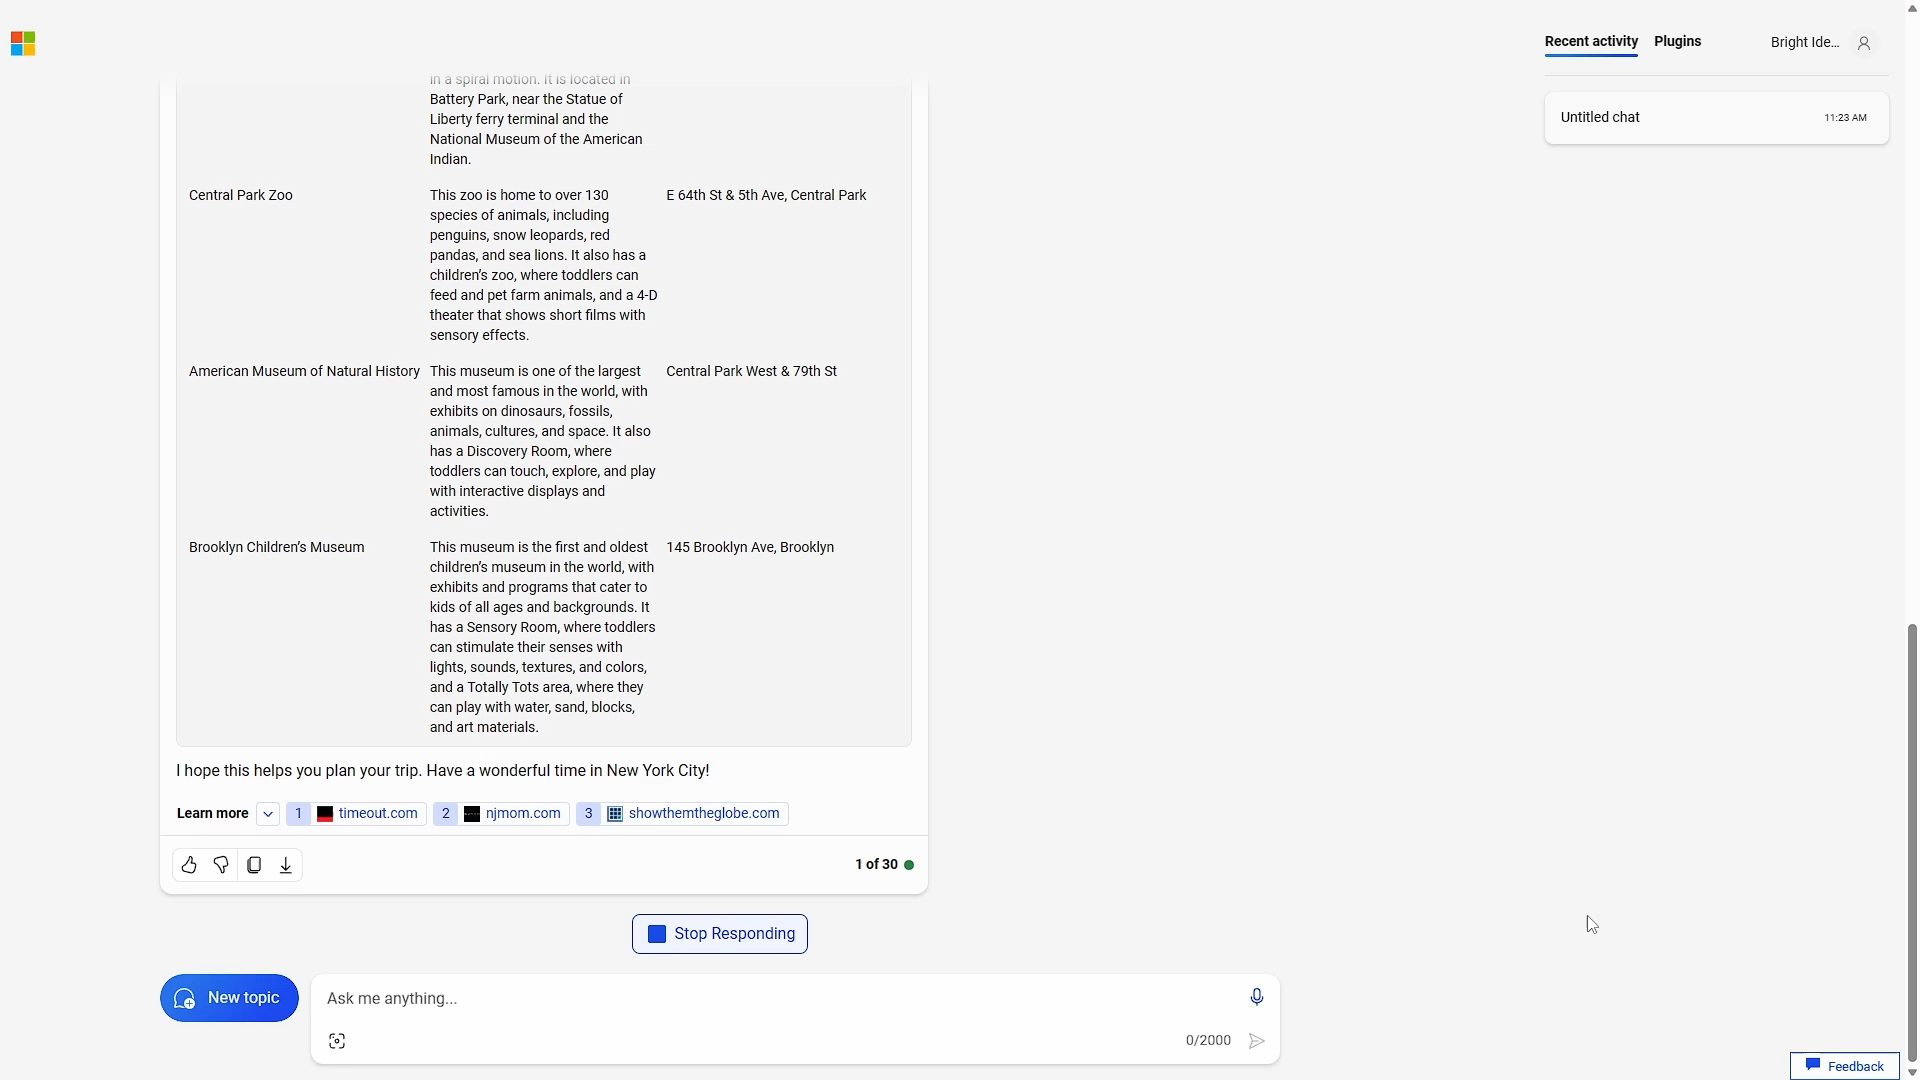 Recent activity
Plugins
Bright Ide...
Untitled chat
11:23 AM
in a spiral motion. It is located in
Battery Park, near the Statue of
Liberty ferry terminal and the
National Museum of the American
Indian.
Central Park Zoo
This zoo is home to over 130
species of animals, including
penguins, snow leopards, red
pandas, and sea lions. It also has a
children's zoo, where toddlers can
feed and pet farm animals, and a 4-D
theater that shows short films with
sensory effects.
E 64th St & 5th Ave, Central Park
American Museum of Natural History
This museum is one of the largest
and most famous in the world, with
exhibits on dinosaurs, fossils,
animals, cultures, and space. It also
has a Discovery Room, where
toddlers can touch, explore, and play
with interactive displays and
activities.
Central Park West & 79th St
Brooklyn Children's Museum
This museum is the first and oldest
children's museum in the world, with
exhibits and programs that cater to
kids of all ages and backgrounds. It
has a Sensory Room, where toddlers
can stimulate their senses with
lights, sounds, textures, and colors,
and a Totally Tots area, where they
can play with water, sand, blocks,
and art materials.
145 Brooklyn Ave, Brooklyn
I hope this helps you plan your trip. Have a wonderful time in New York City!
Learn more
1 timeout.com
2 njmom.com
3 showthemtheglobe.com
1 of 30
Stop Responding
New topic
Ask me anything...
0/2000
Feedback